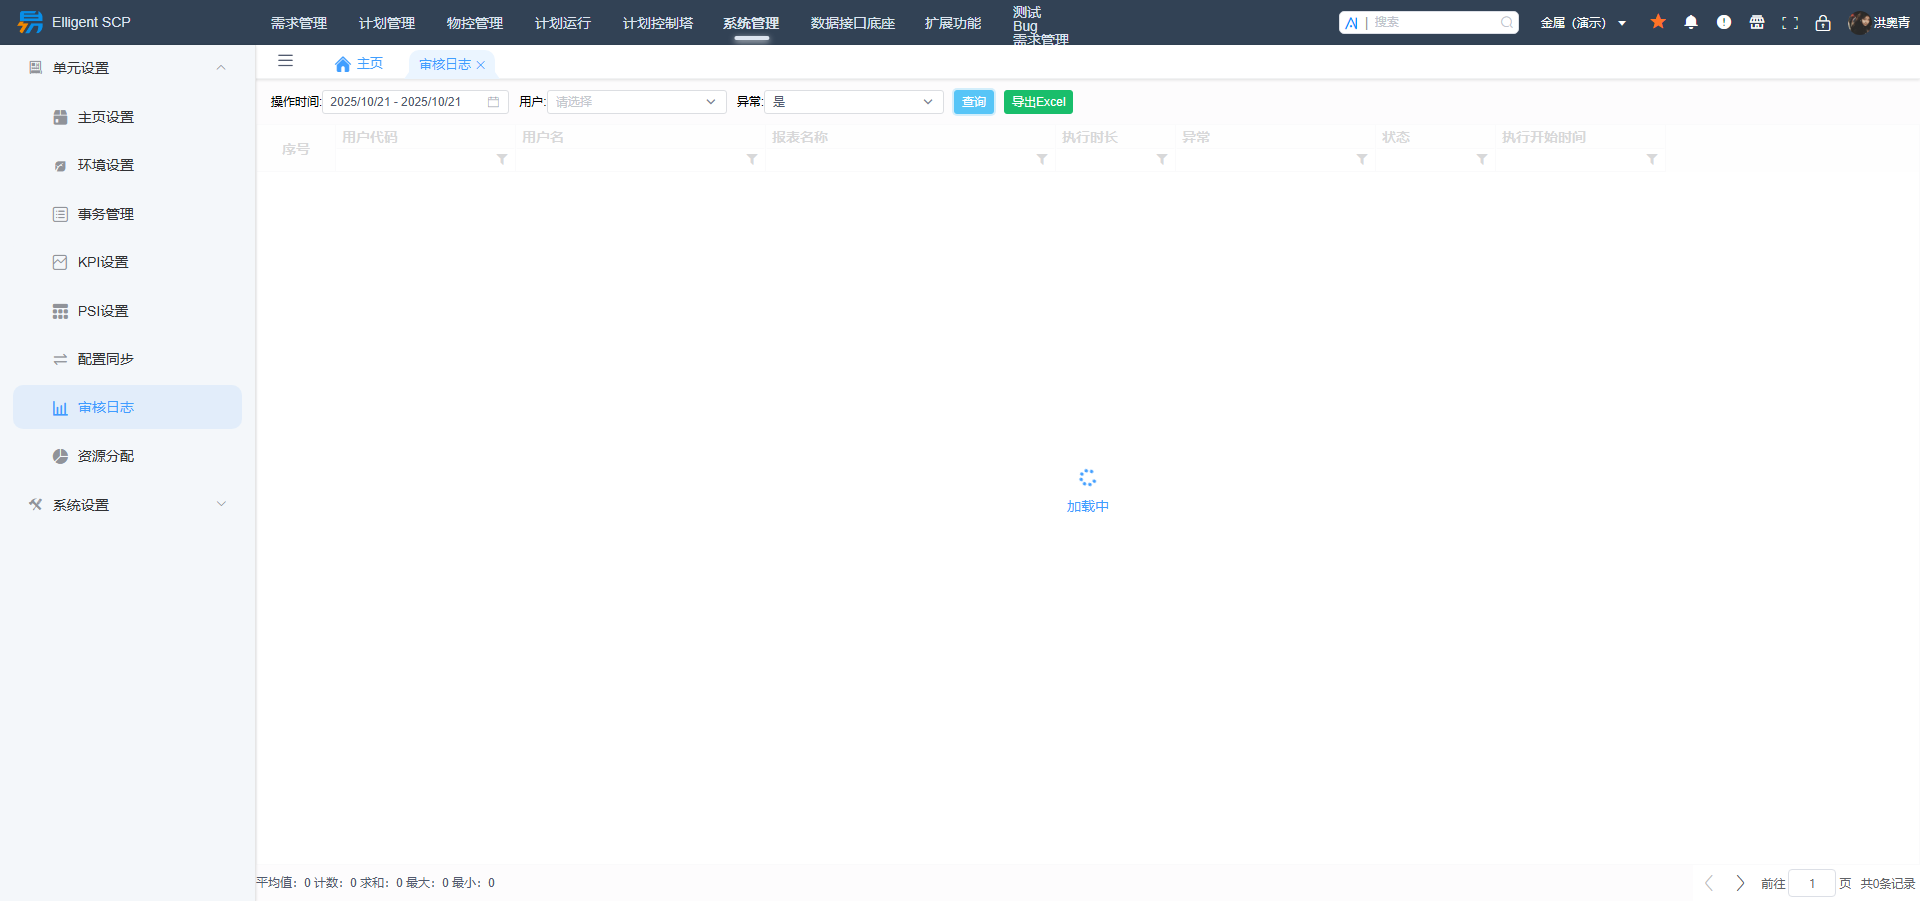 Elligent SCP
需求管理 计划管理 物控管理 计划运行 计划控制塔 系统管理 数据接口底座 扩展功能
测试
Bug
需求管理
AI | 搜索
金属（演示）
洪奥青
单元设置
主页设置
环境设置
事务管理
KPI设置
PSI设置
配置同步
审核日志
资源分配
系统设置
主页 审核日志
操作时间: 2025/10/21 - 2025/10/21 用户: 请选择 异常: 是 查询 导出Excel
序号 用户代码 用户名 报表名称 执行时长 异常 状态 执行开始时间
加载中
平均值：0 计数：0 求和：0 最大：0 最小：0
前往 1 页 共0条记录